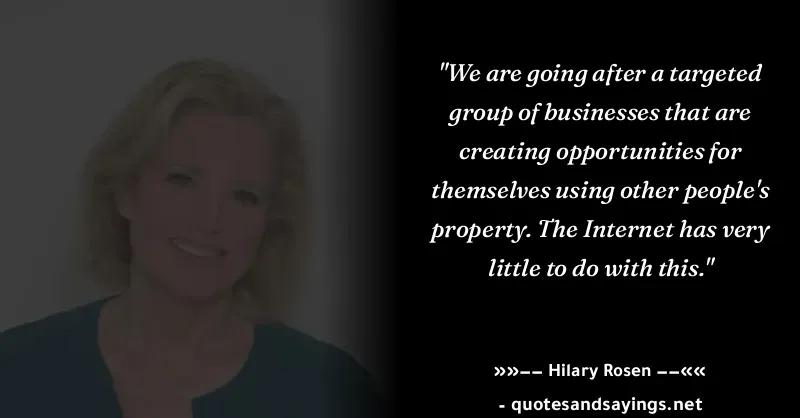 "We are going after a targeted
group of businesses that are
creating opportunities for
themselves using other people's
property. The Internet has very
little to do with this."
»»−− Hilary Rosen −−««
- quotesandsayings.net